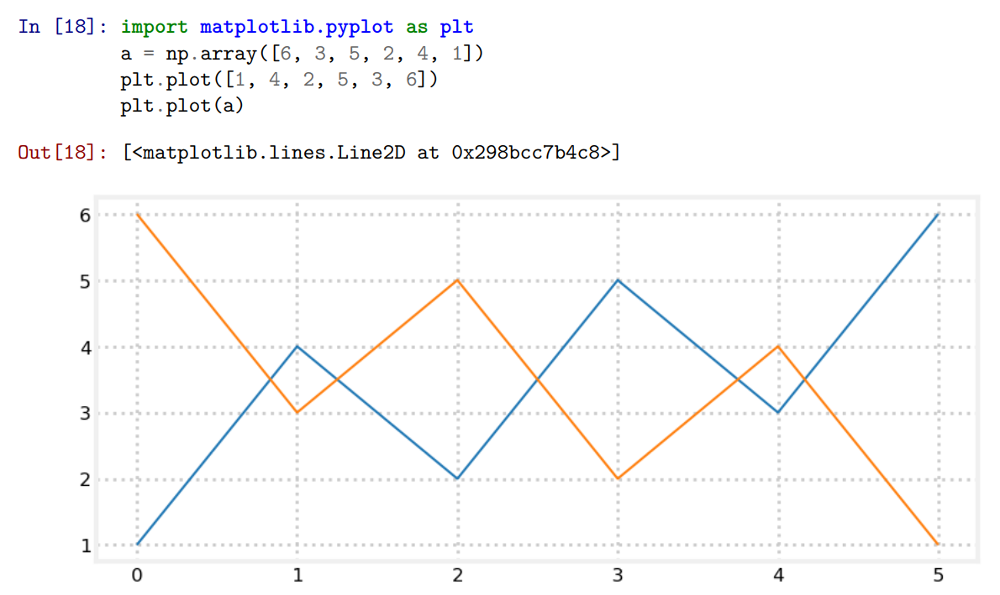 In [18]: import matplotlib.pyplot as plt
a = np.array([6, 3, 5, 2, 4, 1])
plt.plot([1, 4, 2, 5, 3, 6])
plt.plot(a)
Out[18]: [<matplotlib.lines.Line2D at 0x298bcc7b4c8>]
6
5
4
3
2
1
0 1 2 3 4 5